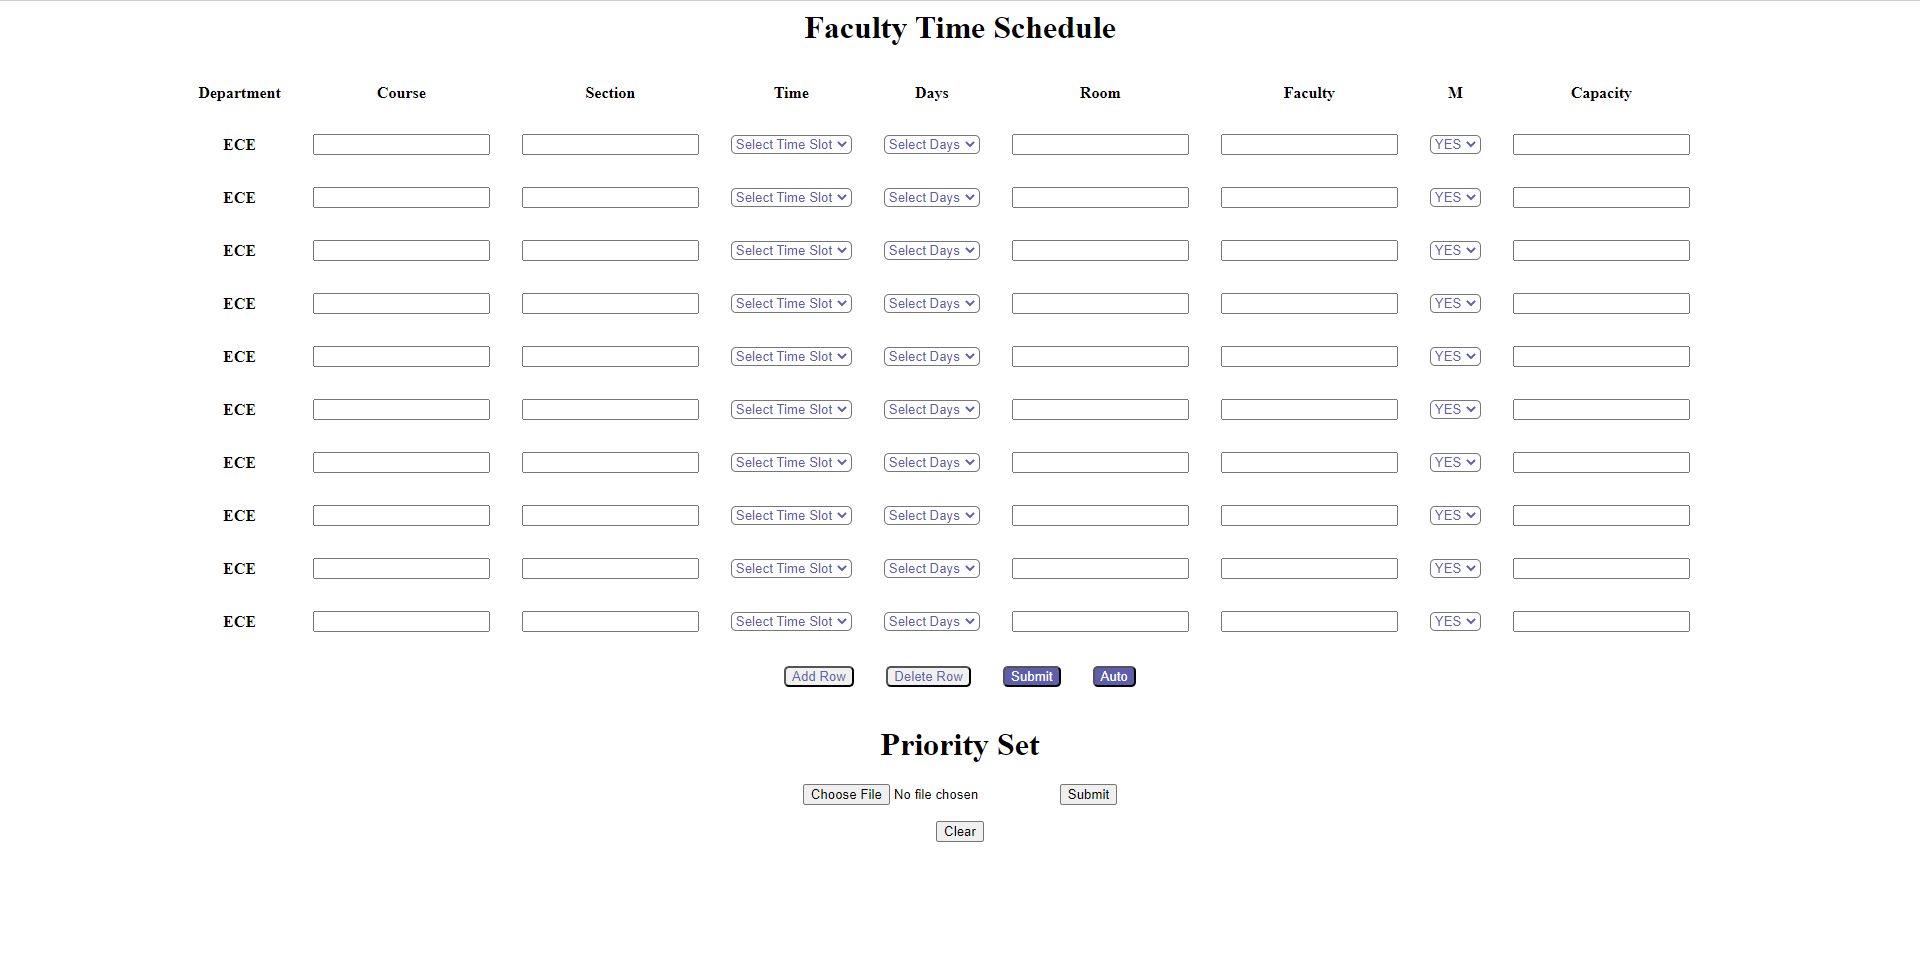 Faculty Time Schedule
Department Course Section Time Days Room Faculty M Capacity
ECE Select Time Slot Select Days YES
ECE Select Time Slot Select Days YES
ECE Select Time Slot Select Days YES
ECE Select Time Slot Select Days YES
ECE Select Time Slot Select Days YES
ECE Select Time Slot Select Days YES
ECE Select Time Slot Select Days YES
ECE Select Time Slot Select Days YES
ECE Select Time Slot Select Days YES
ECE Select Time Slot Select Days YES
Add Row Delete Row Submit Auto
Priority Set
Choose File No file chosen Submit
Clear